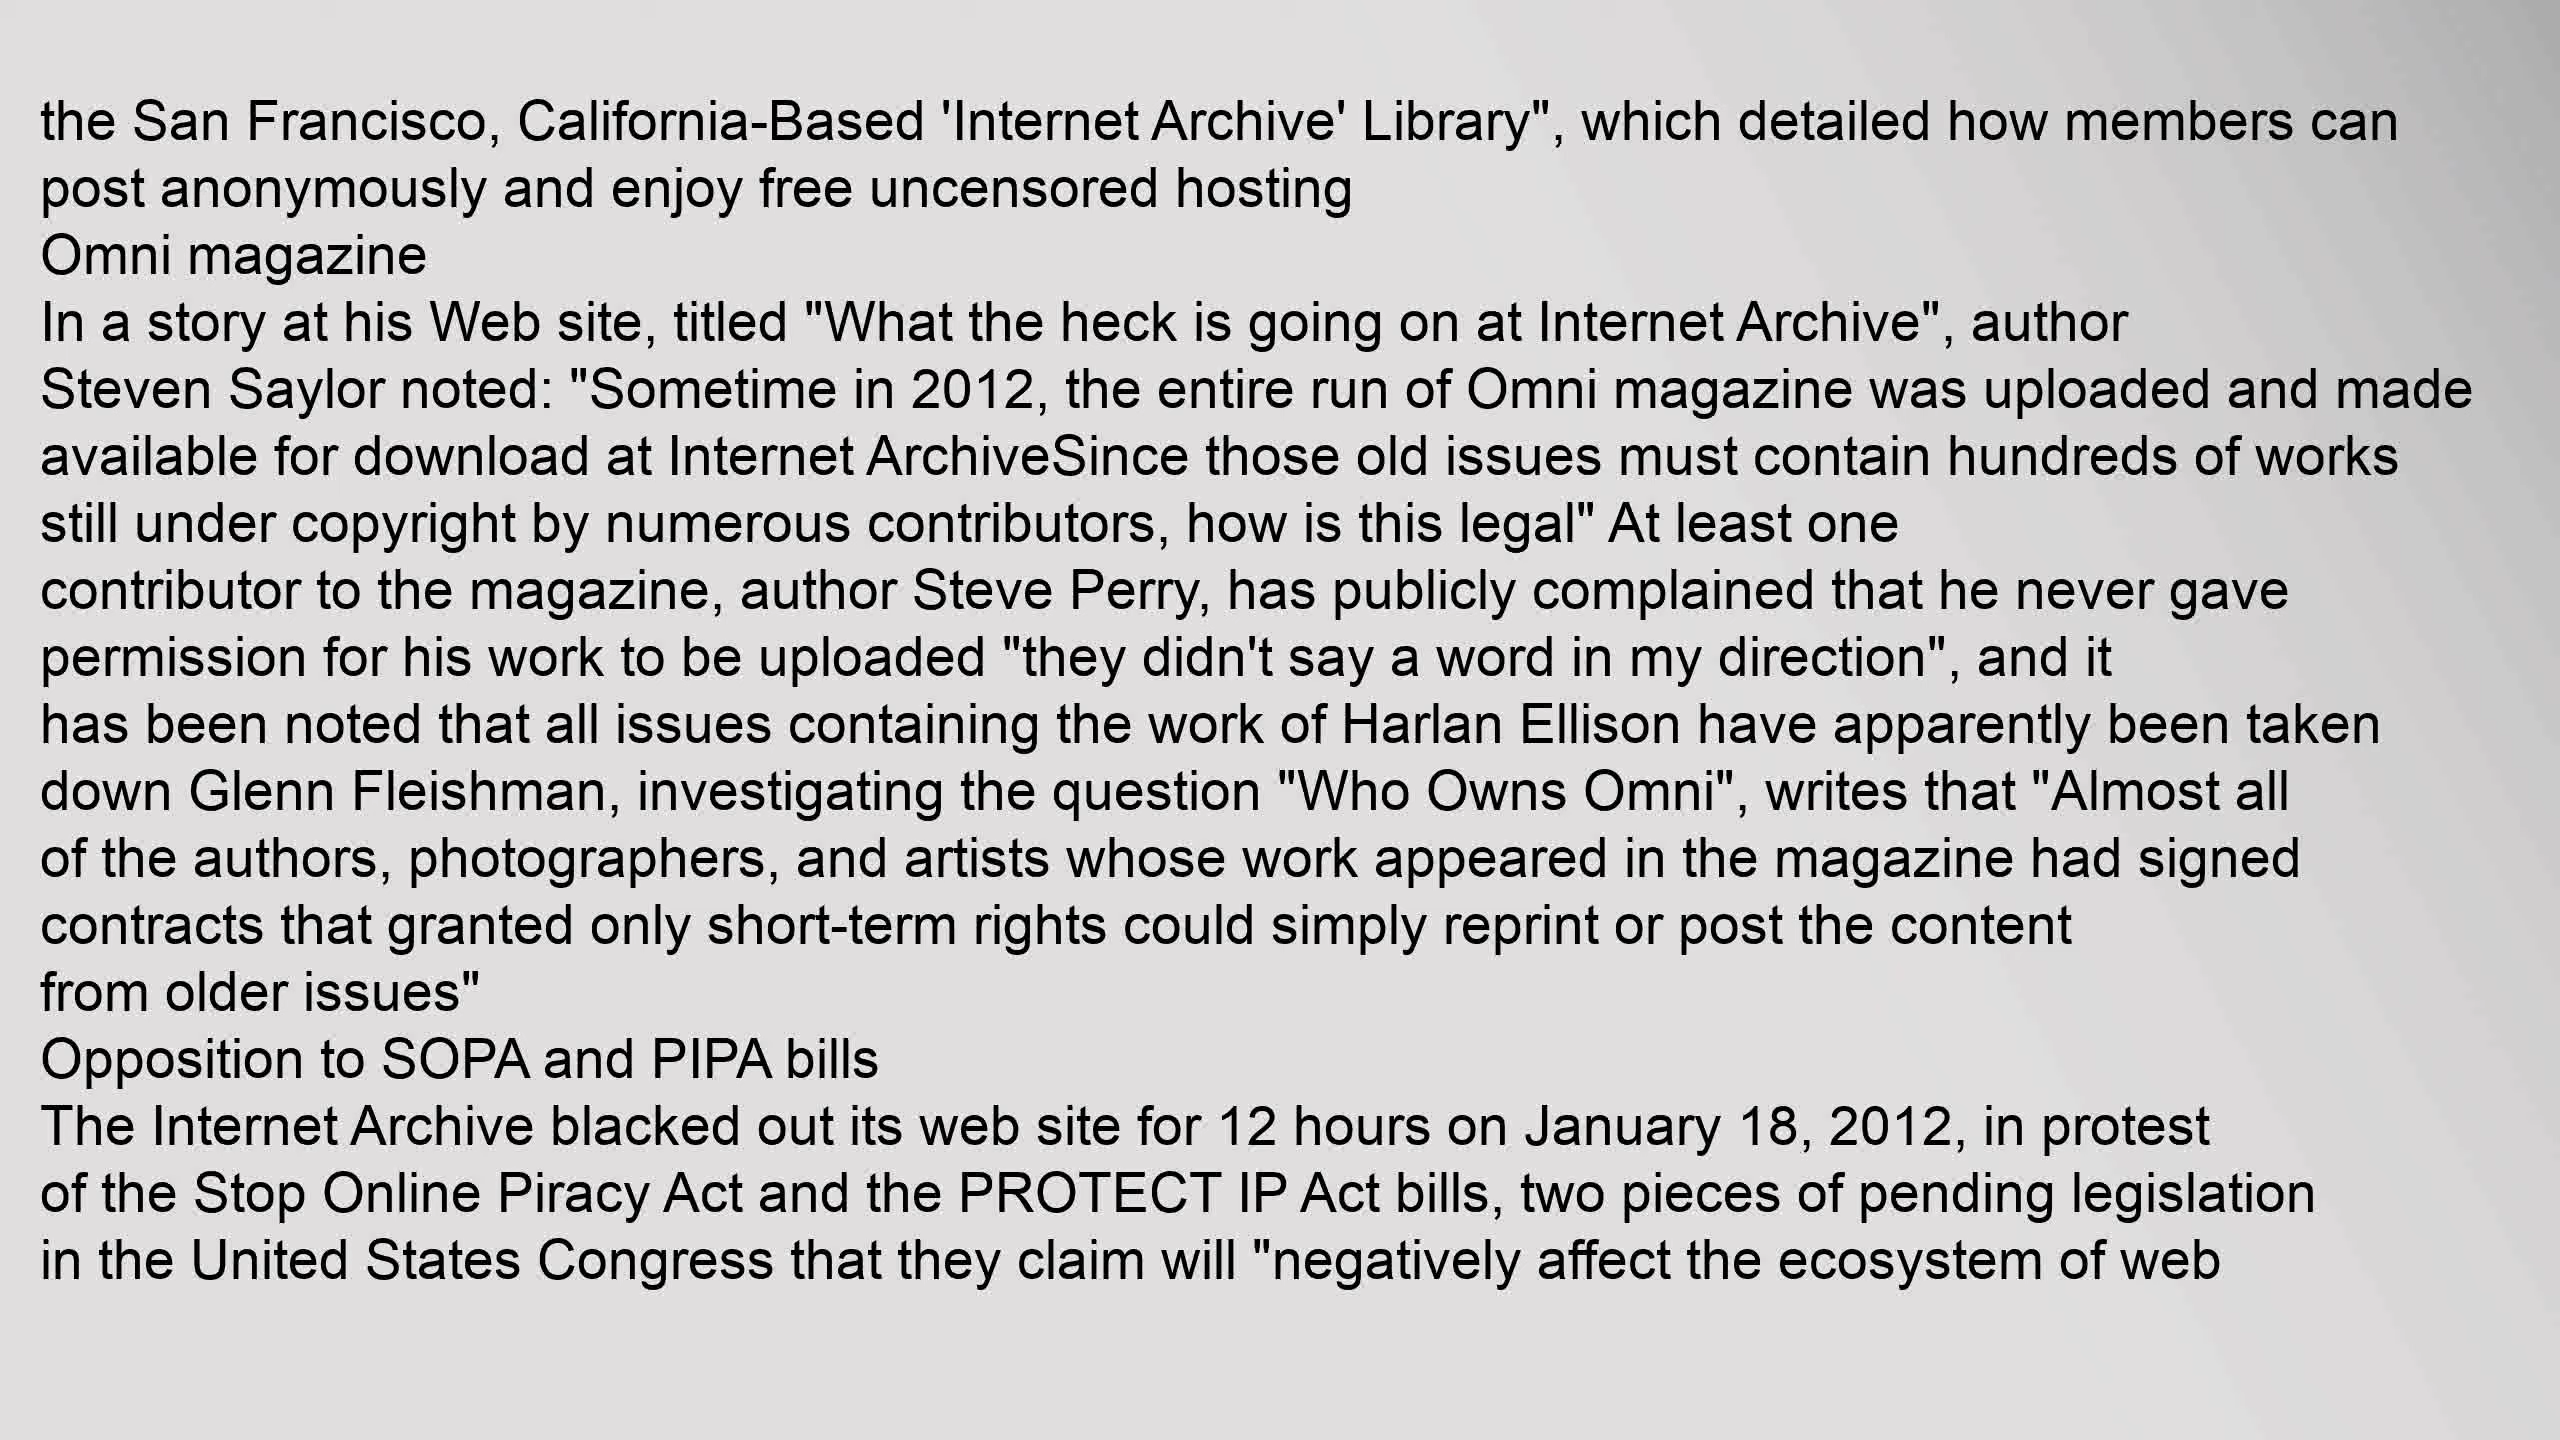 the San Francisco, California-Based 'Internet Archive' Library", which detailed how members can
post anonymously and enjoy free uncensored hosting
Omni magazine
In a story at his Web site, titled "What the heck is going on at Internet Archive", author
Steven Saylor noted: "Sometime in 2012, the entire run of Omni magazine was uploaded and made
available for download at Internet ArchiveSince those old issues must contain hundreds of works
still under copyright by numerous contributors, how is this legal" At least one
contributor to the magazine, author Steve Perry, has publicly complained that he never gave
permission for his work to be uploaded "they didn't say a word in my direction", and it
has been noted that all issues containing the work of Harlan Ellison have apparently been taken
down Glenn Fleishman, investigating the question "Who Owns Omni", writes that "Almost all
of the authors, photographers, and artists whose work appeared in the magazine had signed
contracts that granted only short-term rights could simply reprint or post the content
from older issues"
Opposition to SOPA and PIPA bills
The Internet Archive blacked out its web site for 12 hours on January 18, 2012, in protest
of the Stop Online Piracy Act and the PROTECT IP Act bills, two pieces of pending legislation
in the United States Congress that they claim will "negatively affect the ecosystem of web